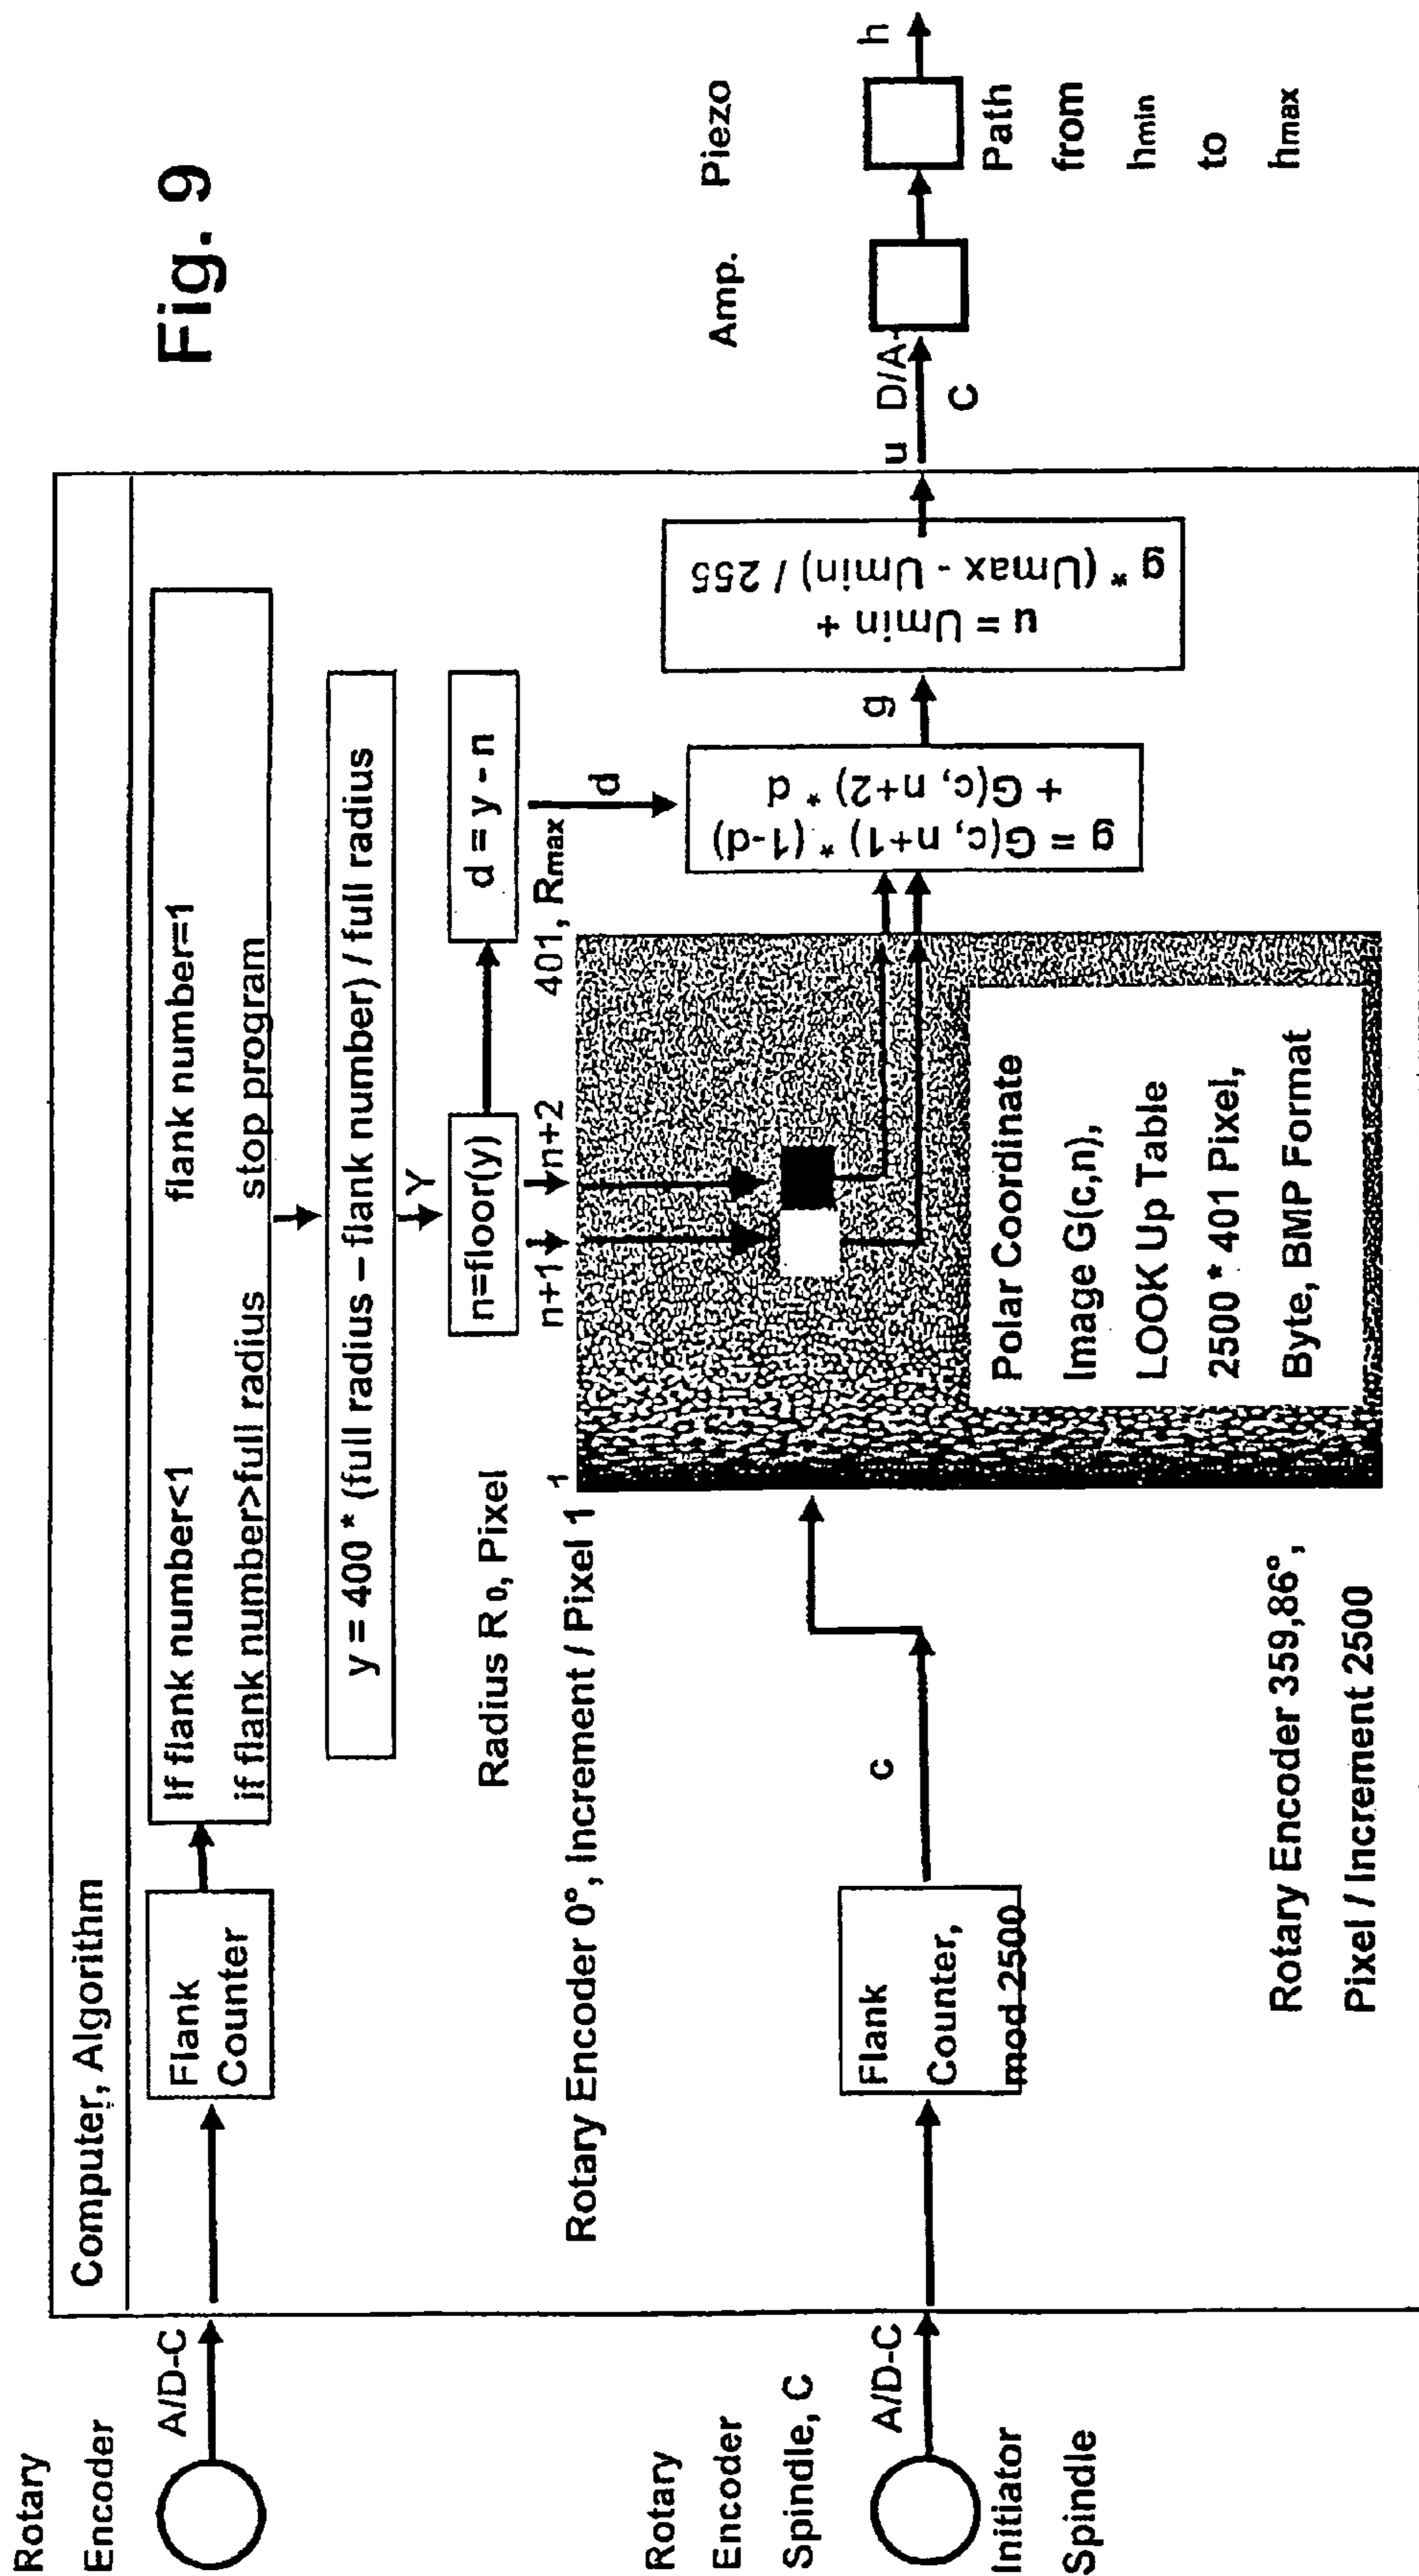 Fig. 9
Rotary
Encoder
A/D-C
Computer, Algorithm
Flank
Counter
If flank number<1 flank number=1
if flank number>full radius stop program
y = 400 * (full radius – flank number) / full radius
Y
n=floor(y)
d = y - n
n+1
n+2
d
Radius R0, Pixel
1
401, Rmax
Rotary Encoder 0°, Increment / Pixel 1
Rotary
Encoder
Spindle, C
A/D-C
Initiator
Spindle
Flank
Counter,
mod 2500
c
Polar Coordinate
Image G(c,n),
LOOK Up Table
2500 * 401 Pixel,
Byte, BMP Format
g = G(c, n+1) * (1-d)
+ G(c, n+2) * d
g
u = Umin +
g * (Umax - Umin) / 255
u
D/A-
C
Amp.
Piezo
h
Path
from
hmin
to
hmax
Rotary Encoder 359,86°,
Pixel / Increment 2500